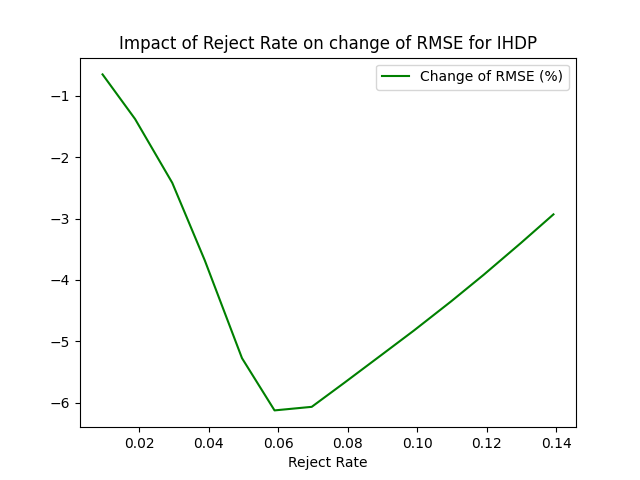 Impact of Reject Rate on change of RMSE for IHDP
Change of RMSE (%)
−1
−2
−3
−4
−5
−6
0.02 0.04 0.06 0.08 0.10 0.12 0.14
Reject Rate